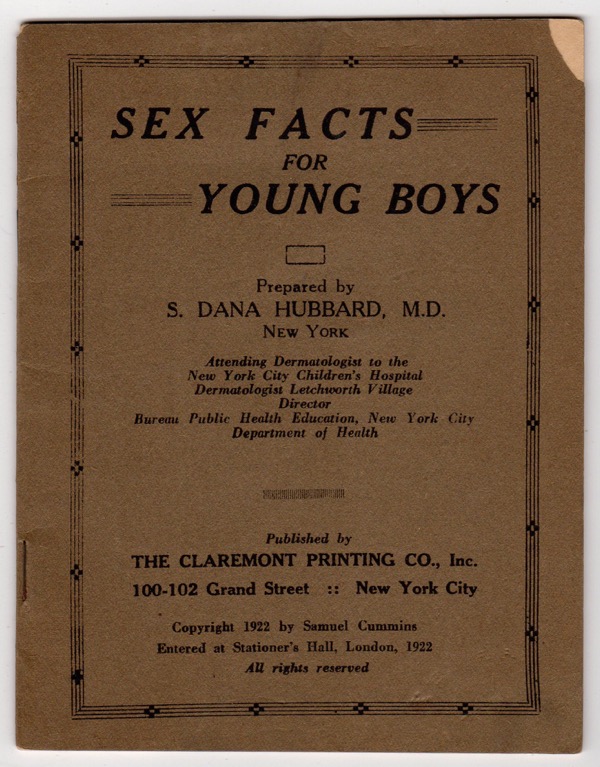 SEX FACTS
FOR
YOUNG BOYS
Prepared by
S. DANA HUBBARD, M.D.
NEW YORK
Attending Dermatologist to the
New York City Children's Hospital
Dermatologist Letchworth Village
Director
Bureau Public Health Education, New York City
Department of Health
Published by
THE CLAREMONT PRINTING CO., Inc.
100-102 Grand Street :: New York City
Copyright 1922 by Samuel Cummins
Entered at Stationer's Hall, London, 1922
All rights reserved